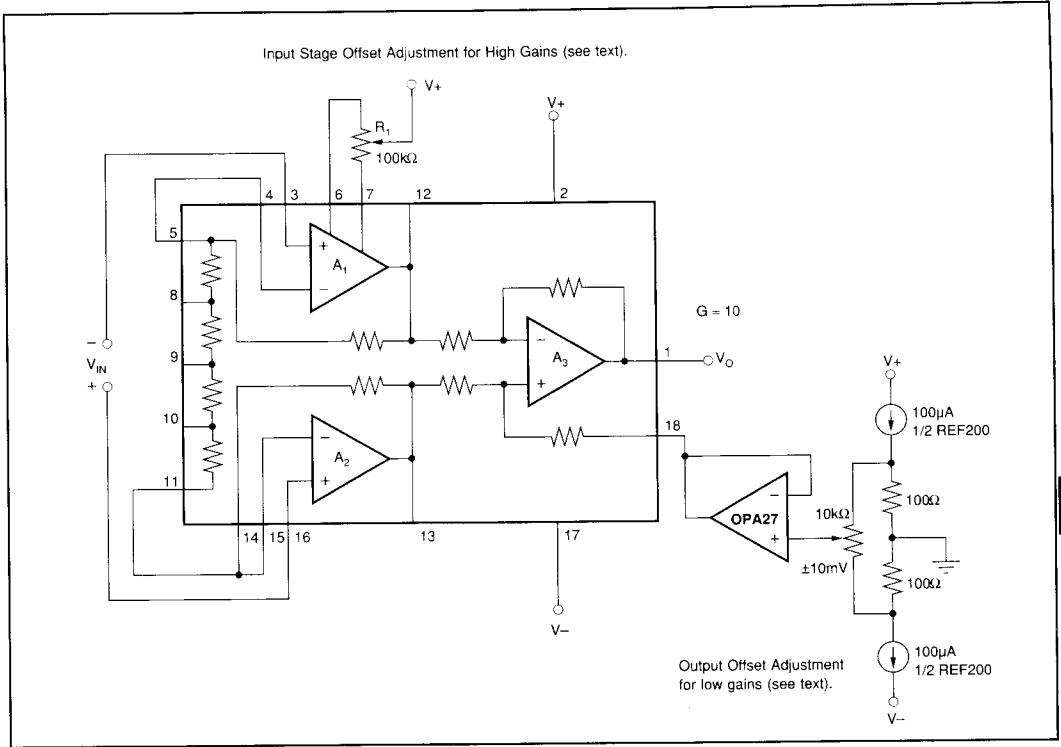 Input Stage Offset Adjustment for High Gains (see text).
V+
R1
100kΩ
V+
4 3 6 7 12 2
5
+
A1
−
8
−
VIN
+
9
10
11
−
A2
+
−
A3
+
G = 10
1
VO
18
14 15 16 13 17
V−
−
OPA27
+
10kΩ
±10mV
V+
100µA
1/2 REF200
100Ω
100Ω
100µA
1/2 REF200
V−
Output Offset Adjustment
for low gains (see text).